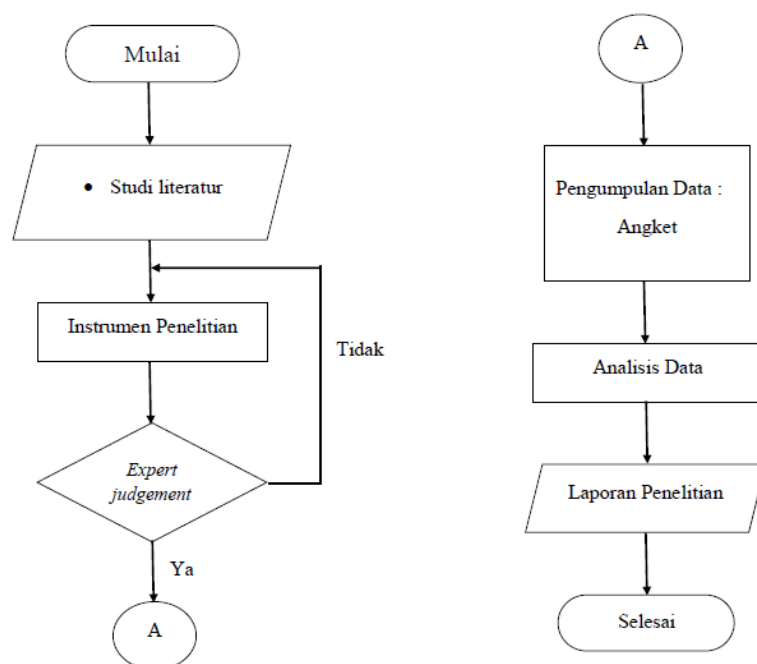 Mulai
• Studi literatur
Instrumen Penelitian
Tidak
Expert
judgement
Ya
A
A
Pengumpulan Data :
Angket
Analisis Data
Laporan Penelitian
Selesai